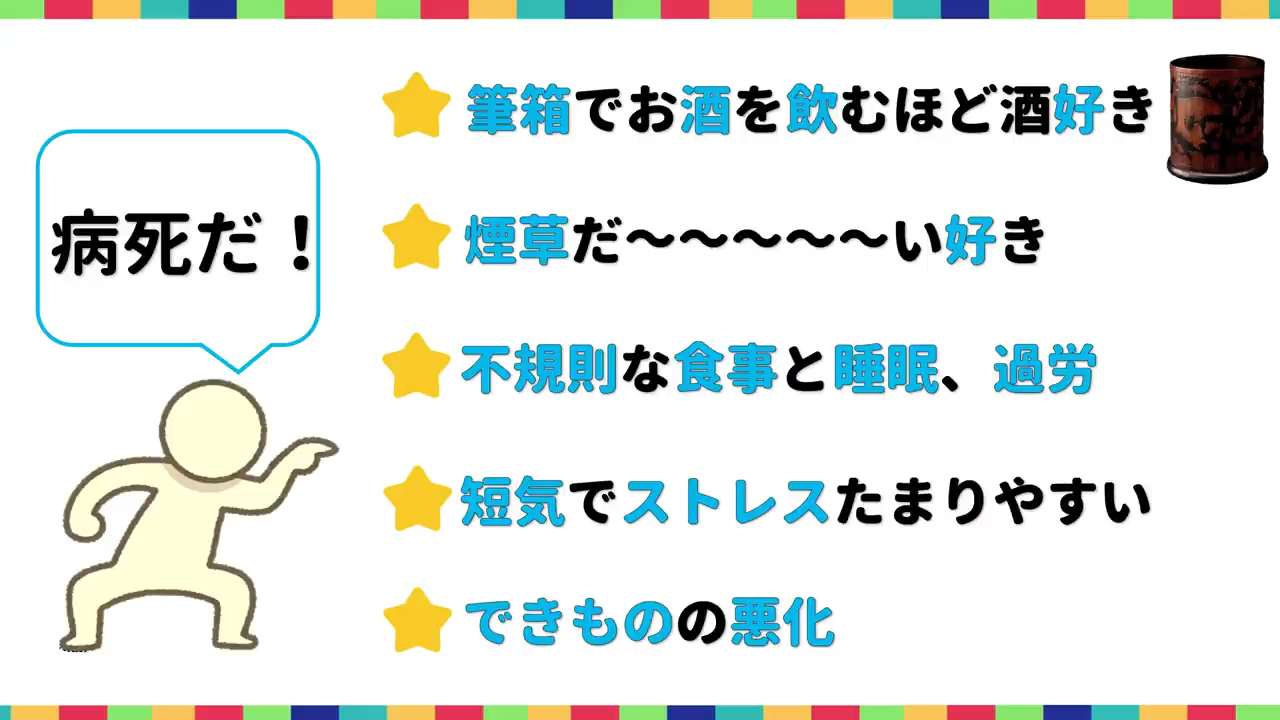 病死だ！
筆箱でお酒を飲むほど酒好き
煙草だ〜〜〜〜〜い好き
不規則な食事と睡眠、過労
短気でストレスたまりやすい
できものの悪化